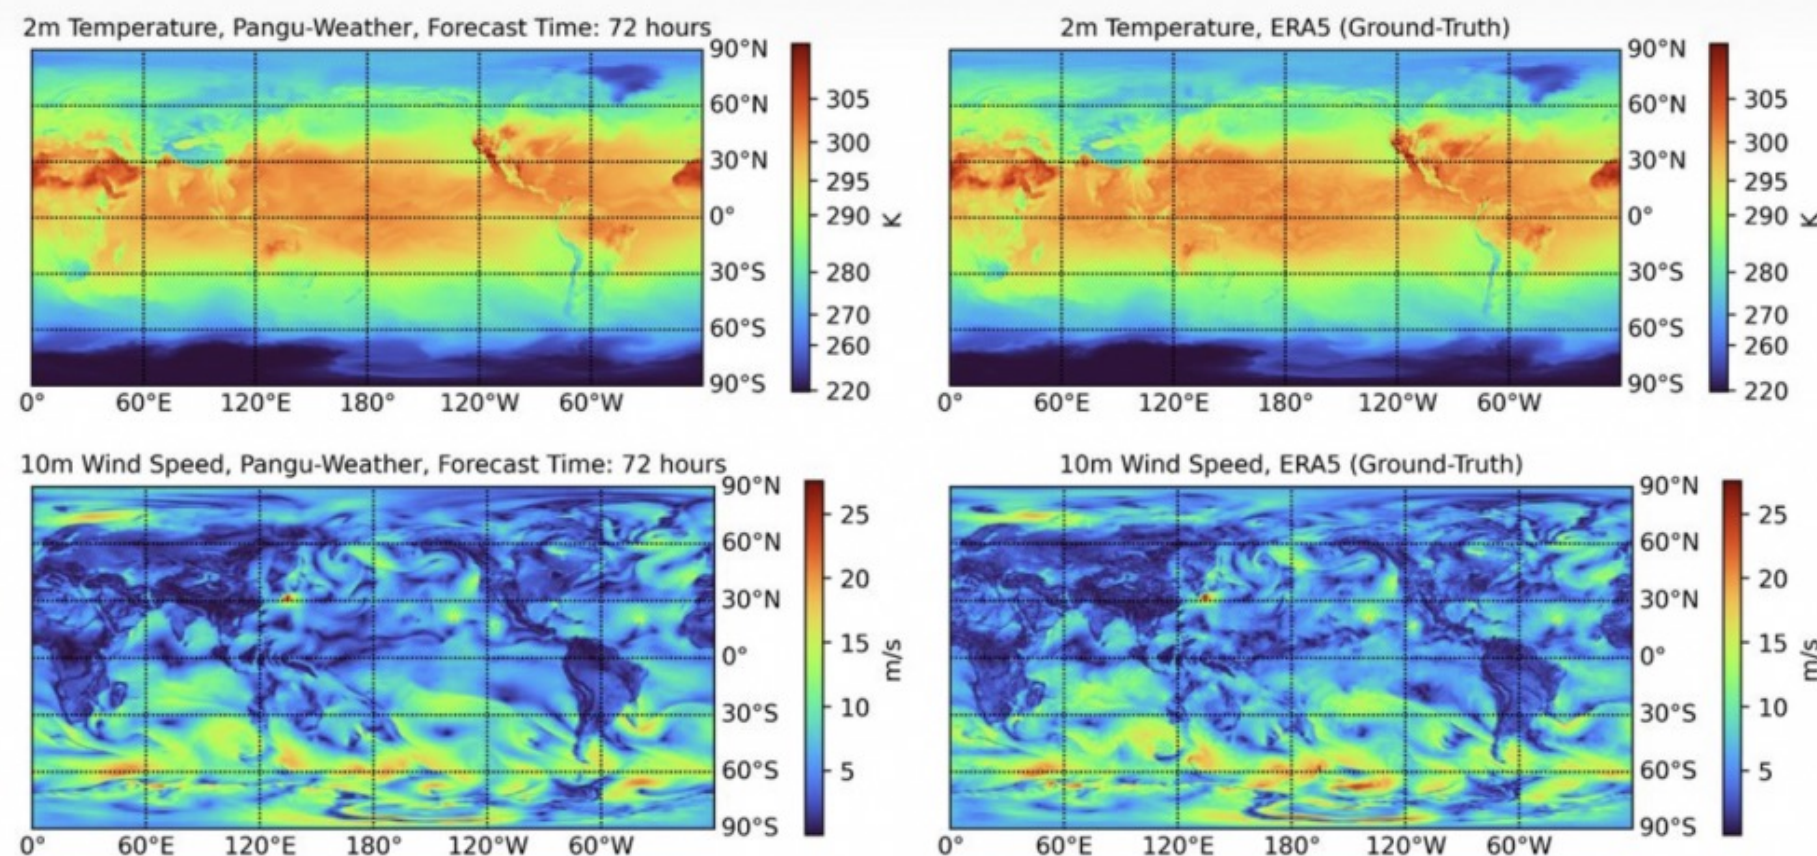 2m Temperature, Pangu-Weather, Forecast Time: 72 hours
90°N
60°N
30°N
0°
30°S
60°S
90°S
0° 60°E 120°E 180° 120°W 60°W
305
300
295
290
280
270
260
220
K
2m Temperature, ERA5 (Ground-Truth)
90°N
60°N
30°N
0°
30°S
60°S
90°S
0° 60°E 120°E 180° 120°W 60°W
305
300
295
290
280
270
260
220
K
10m Wind Speed, Pangu-Weather, Forecast Time: 72 hours
90°N
60°N
30°N
0°
30°S
60°S
90°S
0° 60°E 120°E 180° 120°W 60°W
25
20
15
10
5
m/s
10m Wind Speed, ERA5 (Ground-Truth)
90°N
60°N
30°N
0°
30°S
60°S
90°S
0° 60°E 120°E 180° 120°W 60°W
25
20
15
10
5
m/s